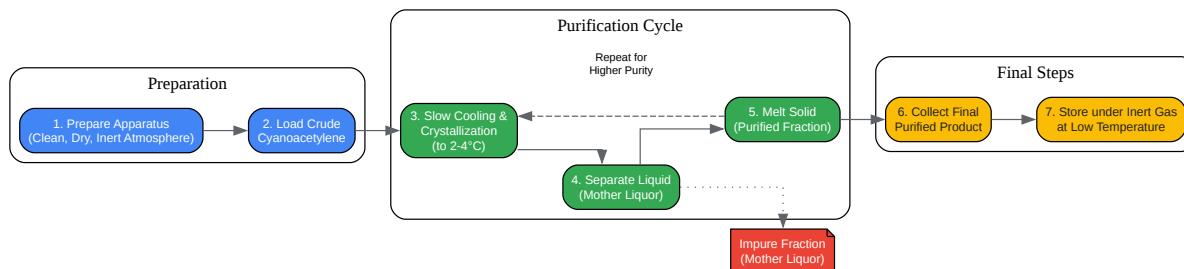 Preparation
1. Prepare Apparatus
(Clean, Dry, Inert Atmosphere)
2. Load Crude
Cyanoacetylene
Purification Cycle
Repeat for
Higher Purity
3. Slow Cooling &
Crystallization
(to 2-4°C)
4. Separate Liquid
(Mother Liquor)
5. Melt Solid
(Purified Fraction)
Impure Fraction
(Mother Liquor)
Final Steps
6. Collect Final
Purified Product
7. Store under Inert Gas
at Low Temperature